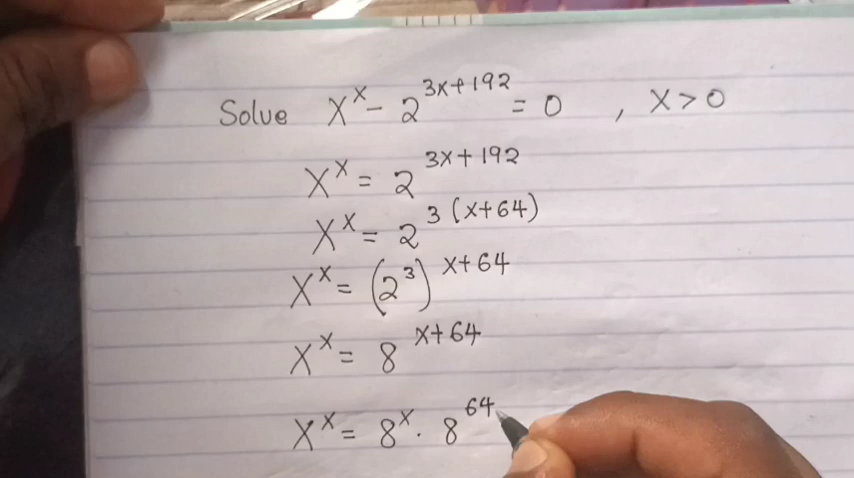 Solve X^x - 2^{3x+192} = 0 , X > 0
X^x = 2^{3x+192}
X^x = 2^{3(x+64)}
X^x = (2^3)^{x+64}
X^x = 8^{x+64}
X^x = 8^x · 8^{64}